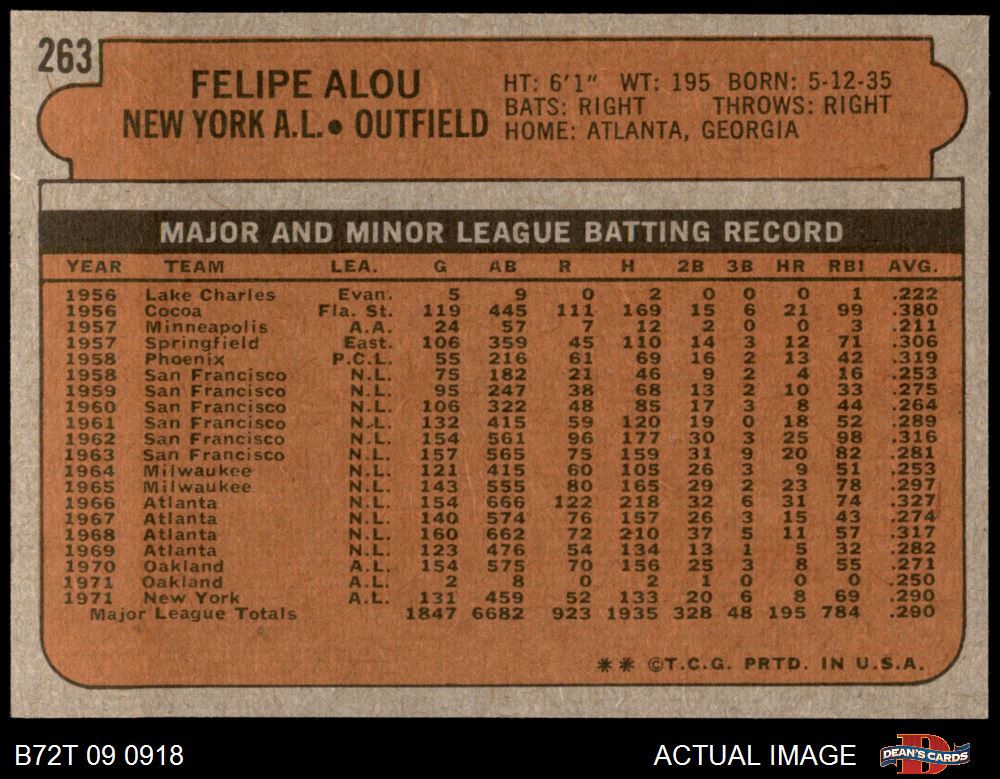 263
FELIPE ALOU
NEW YORK A.L.● OUTFIELD
HT: 6'1" WT: 195 BORN: 5-12-35
BATS: RIGHT THROWS: RIGHT
HOME: ATLANTA, GEORGIA
MAJOR AND MINOR LEAGUE BATTING RECORD
YEAR TEAM LEA. G AB R H 2B 3B HR RBI AVG.
1956 Lake Charles Evan. 5 9 0 2 0 0 0 1 .222
1956 Cocoa Fla. St. 119 445 111 169 15 6 21 99 .380
1957 Minneapolis A.A. 24 57 7 12 2 0 0 3 .211
1957 Springfield East. 106 359 45 110 14 3 12 71 .306
1958 Phoenix P.C.L. 55 216 61 69 16 2 13 42 .319
1958 San Francisco N.L. 75 182 21 46 9 2 4 16 .253
1959 San Francisco N.L. 95 247 38 68 13 2 10 33 .275
1960 San Francisco N.L. 106 322 48 85 17 3 8 44 .264
1961 San Francisco N.L. 132 415 59 120 19 0 18 52 .289
1962 San Francisco N.L. 154 561 96 177 30 3 25 98 .316
1963 San Francisco N.L. 157 565 75 159 31 9 20 82 .281
1964 Milwaukee N.L. 121 415 60 105 26 3 9 51 .253
1965 Milwaukee N.L. 143 555 80 165 29 2 23 78 .297
1966 Atlanta N.L. 154 666 122 218 32 6 31 74 .327
1967 Atlanta N.L. 140 574 76 157 26 3 15 43 .274
1968 Atlanta N.L. 160 662 72 210 37 5 11 57 .317
1969 Atlanta N.L. 123 476 54 134 13 1 5 32 .282
1970 Oakland A.L. 154 575 70 156 25 3 8 55 .271
1971 Oakland A.L. 2 8 0 2 1 0 0 0 .250
1971 New York A.L. 131 459 52 133 20 6 8 69 .290
Major League Totals 1847 6682 923 1935 328 48 195 784 .290
** ©T.C.G. PRTD. IN U.S.A.
B72T 09 0918
ACTUAL IMAGE
DEAN'S CARDS